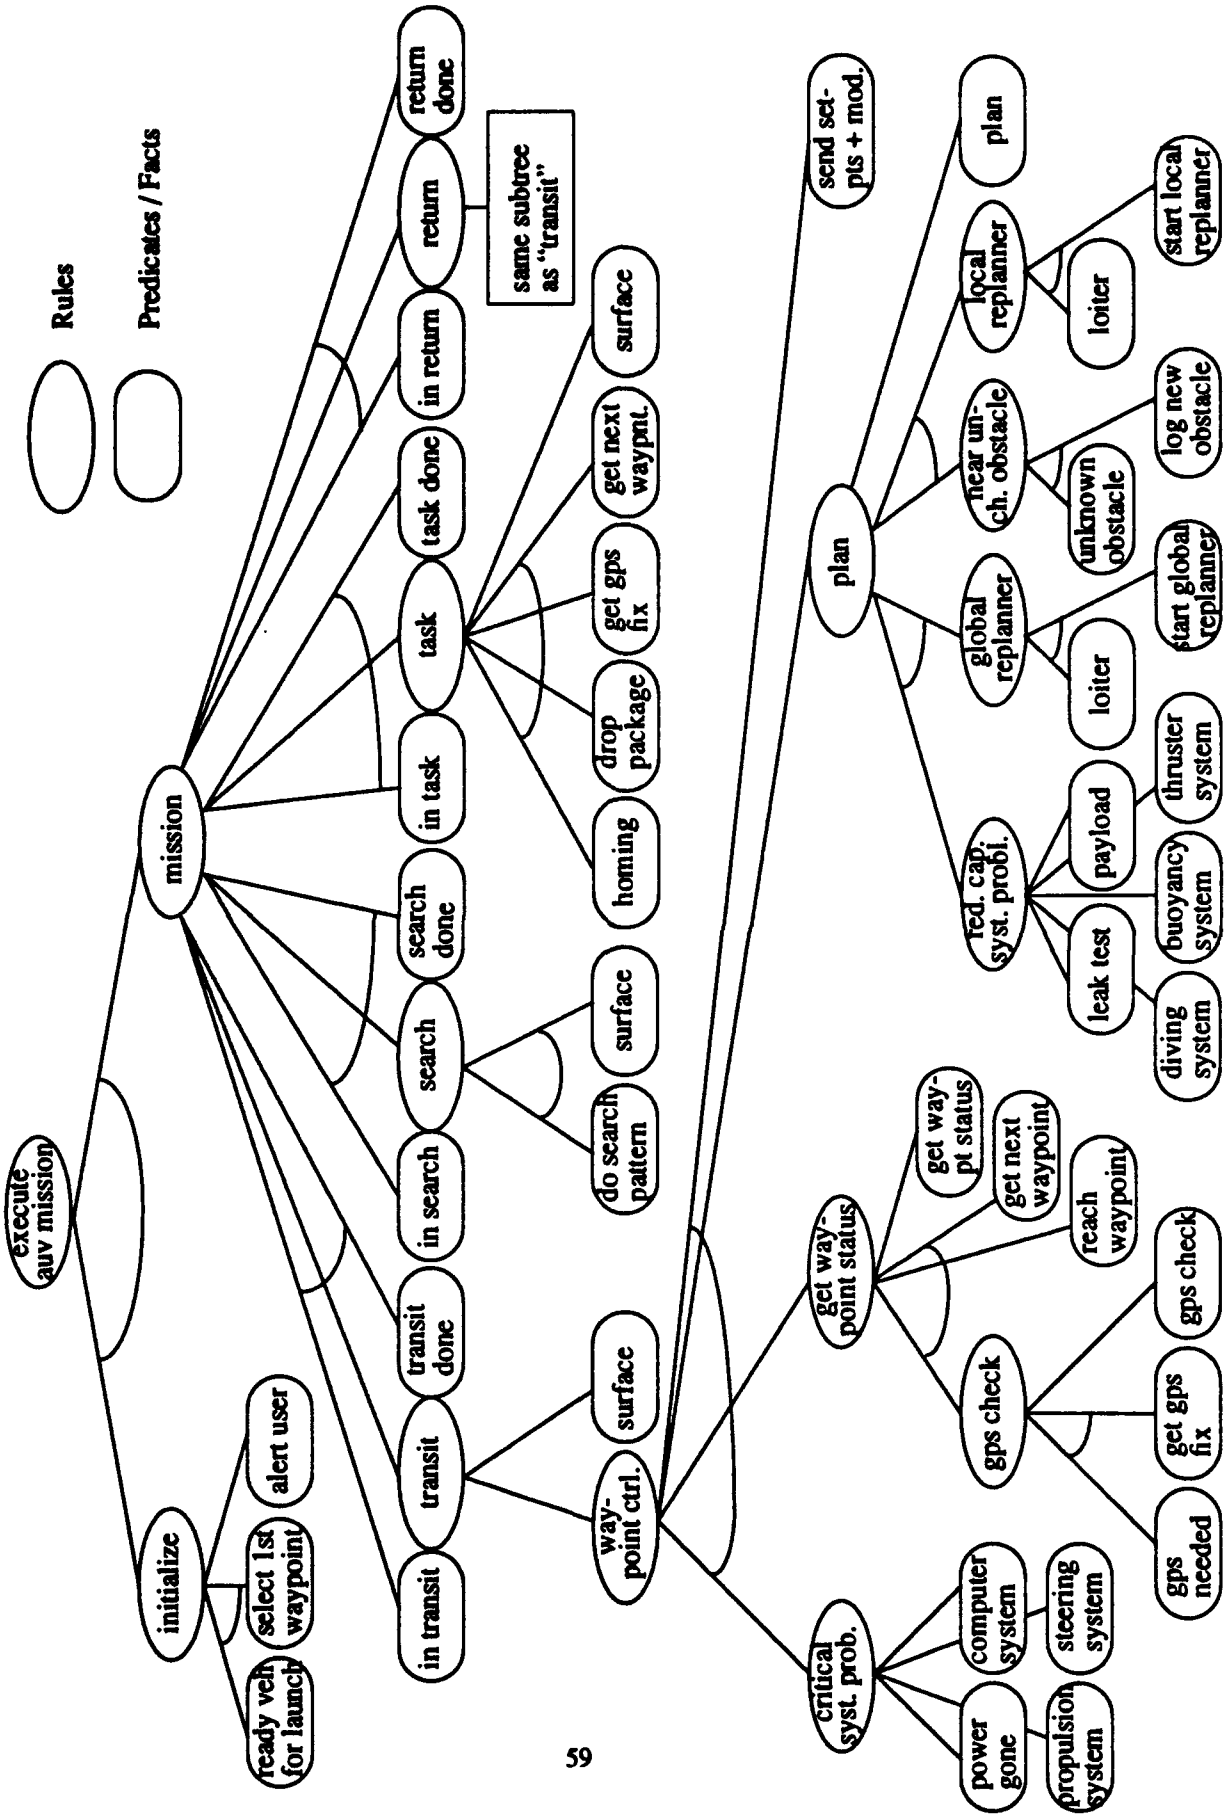 execute
auv mission
Rules
Predicates / Facts
initialize
mission
ready veh
for launch
select 1st
waypoint
alert user
in transit
transit
transit
done
in search
search
search
done
in task
task
task done
in return
return
return
done
same subtree
as “transit”
way-
point ctrl.
surface
do search
pattern
surface
homing
drop
package
get gps
fix
get next
waypnt.
surface
critical
syst. prob.
get way-
point status
plan
send set-
pts + mod.
power
gone
computer
system
propulsion
system
steering
system
gps check
get way-
pt status
get next
waypoint
reach
waypoint
gps
needed
get gps
fix
gps check
red. cap.
syst. probl.
global
replanner
near un-
ch. obstacle
local
replanner
plan
leak test
payload
loiter
unknown
obstacle
loiter
diving
system
buoyancy
system
thruster
system
start global
replanner
log new
obstacle
start local
replanner
59